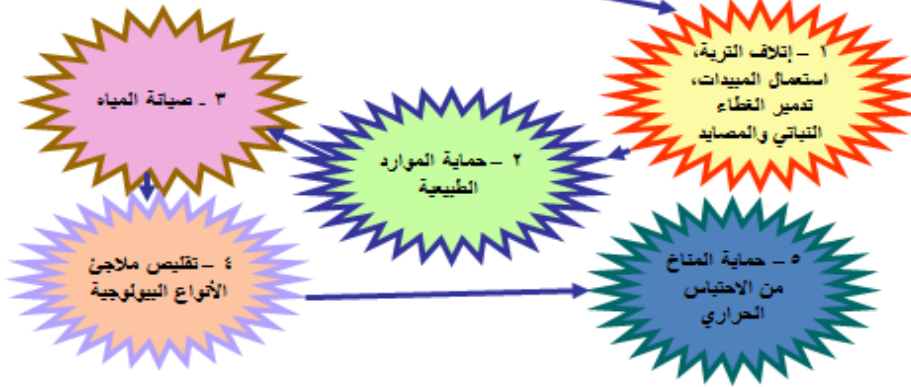 ١ – إتلاف التربة،
استعمال المبيدات،
تدمير الغطاء
النباتي والمصايد
٢ – حماية الموارد
الطبيعية
٣ - صيانة المياه
٤ – تقليص ملاجئ
الأنواع البيولوجية
٥ – حماية المناخ
من الاحتباس
الحراري